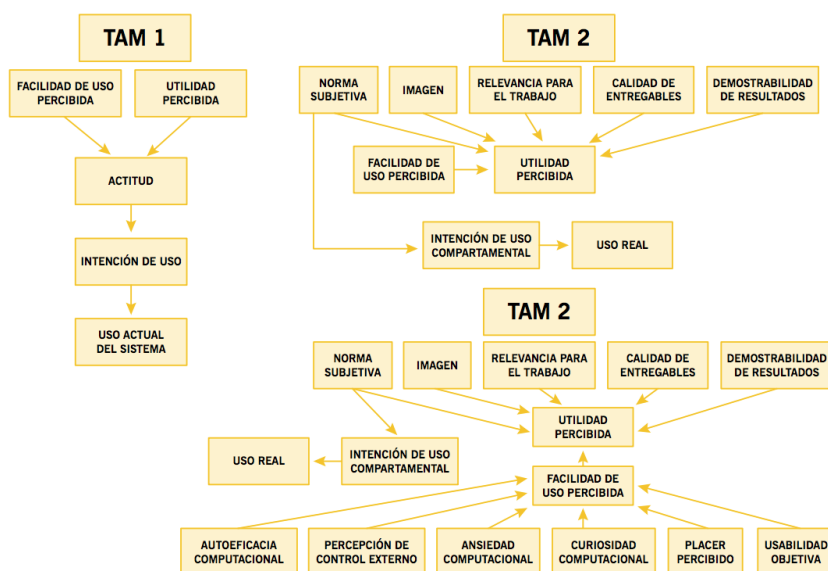 TAM 1
FACILIDAD DE USO
PERCIBIDA
UTILIDAD
PERCIBIDA
ACTITUD
INTENCIÓN DE USO
USO ACTUAL
DEL SISTEMA
TAM 2
NORMA
SUBJETIVA
IMAGEN
RELEVANCIA PARA
EL TRABAJO
CALIDAD DE
ENTREGABLES
DEMOSTRABILIDAD
DE RESULTADOS
FACILIDAD DE
USO PERCIBIDA
UTILIDAD
PERCIBIDA
INTENCIÓN DE USO
COMPARTAMENTAL
USO REAL
TAM 2
NORMA
SUBJETIVA
IMAGEN
RELEVANCIA PARA
EL TRABAJO
CALIDAD DE
ENTREGABLES
DEMOSTRABILIDAD
DE RESULTADOS
UTILIDAD
PERCIBIDA
USO REAL
INTENCIÓN DE USO
COMPARTAMENTAL
FACILIDAD DE
USO PERCIBIDA
AUTOEFICACIA
COMPUTACIONAL
PERCEPCIÓN DE
CONTROL EXTERNO
ANSIEDAD
COMPUTACIONAL
CURIOSIDAD
COMPUTACIONAL
PLACER
PERCIBIDO
USABILIDAD
OBJETIVA